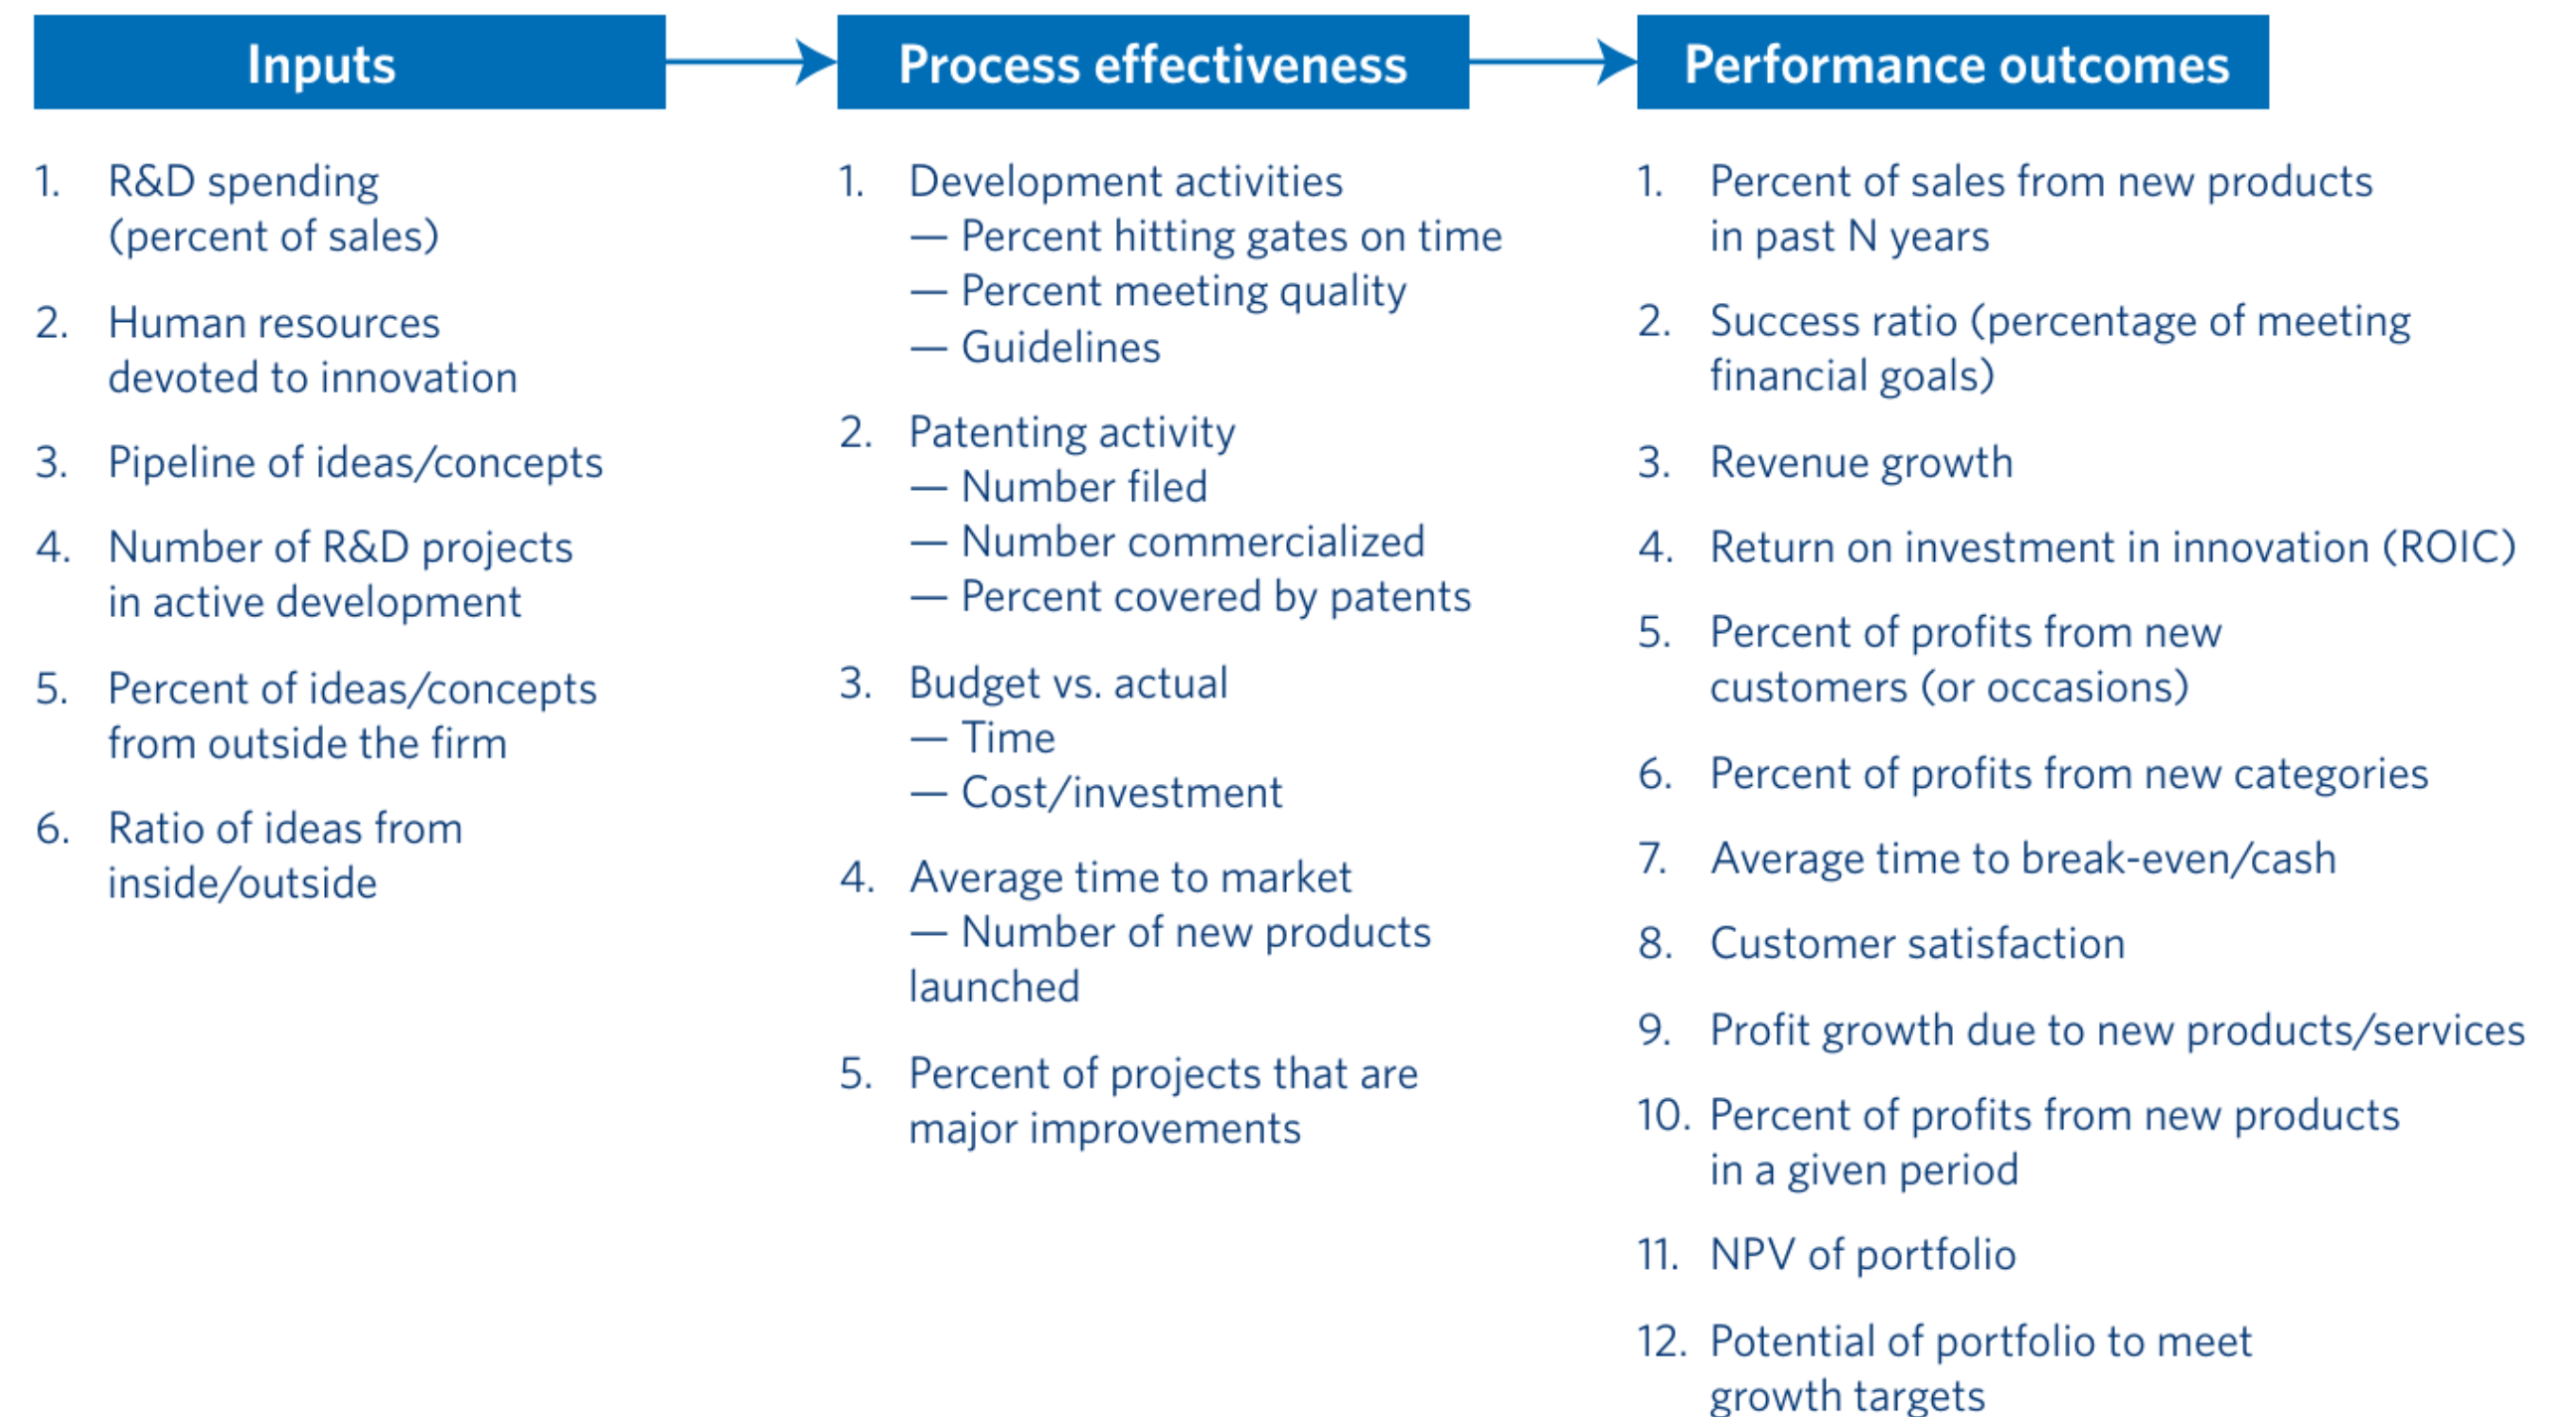 Inputs
Process effectiveness
Performance outcomes
1. R&D spending
(percent of sales)
2. Human resources
devoted to innovation
3. Pipeline of ideas/concepts
4. Number of R&D projects
in active development
5. Percent of ideas/concepts
from outside the firm
6. Ratio of ideas from
inside/outside
1. Development activities
— Percent hitting gates on time
— Percent meeting quality
— Guidelines
2. Patenting activity
— Number filed
— Number commercialized
— Percent covered by patents
3. Budget vs. actual
— Time
— Cost/investment
4. Average time to market
— Number of new products
launched
5. Percent of projects that are
major improvements
1. Percent of sales from new products
in past N years
2. Success ratio (percentage of meeting
financial goals)
3. Revenue growth
4. Return on investment in innovation (ROIC)
5. Percent of profits from new
customers (or occasions)
6. Percent of profits from new categories
7. Average time to break-even/cash
8. Customer satisfaction
9. Profit growth due to new products/services
10. Percent of profits from new products
in a given period
11. NPV of portfolio
12. Potential of portfolio to meet
growth targets